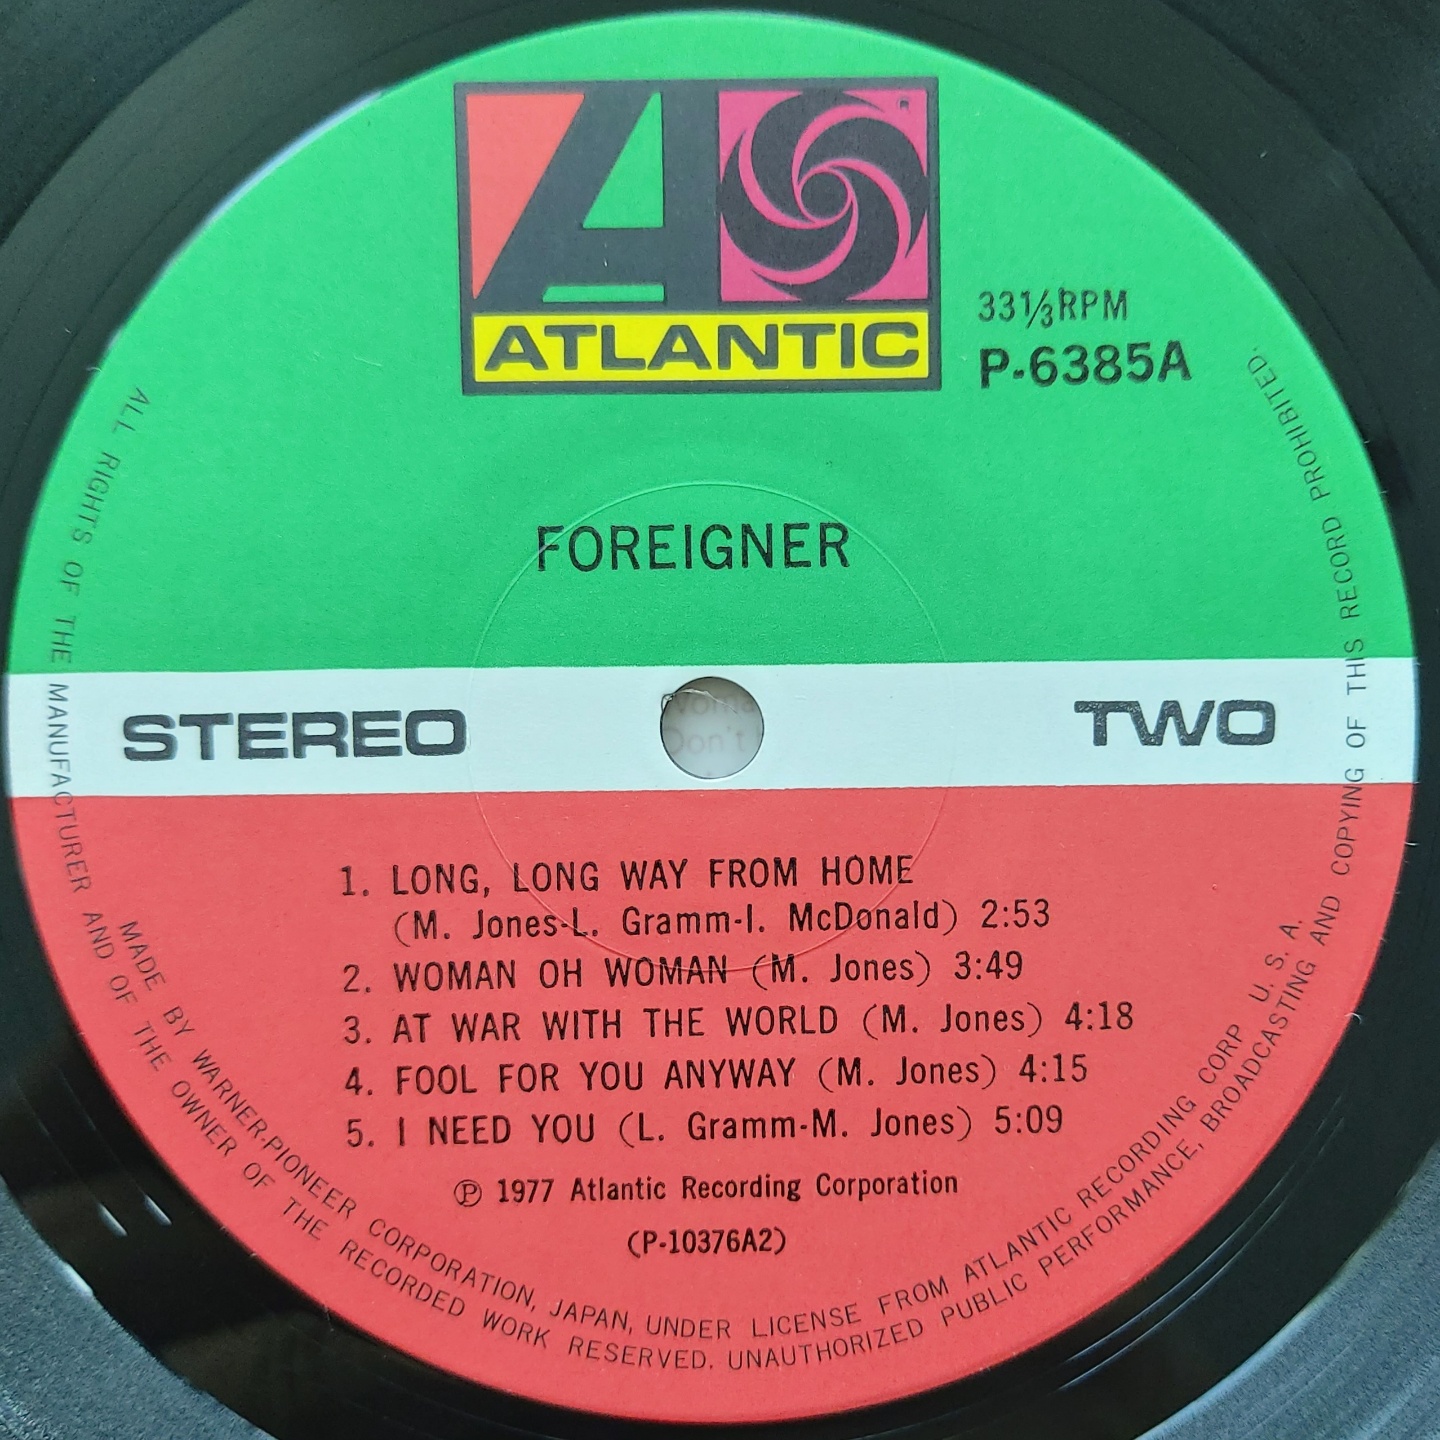 ATLANTIC
®
33⅓RPM
P-6385A
FOREIGNER
STEREO
TWO
1. LONG, LONG WAY FROM HOME
(M. Jones-L. Gramm-I. McDonald) 2:53
2. WOMAN OH WOMAN (M. Jones) 3:49
3. AT WAR WITH THE WORLD (M. Jones) 4:18
4. FOOL FOR YOU ANYWAY (M. Jones) 4:15
5. I NEED YOU (L. Gramm-M. Jones) 5:09
Ⓟ 1977 Atlantic Recording Corporation
(P-10376A2)
MADE BY WARNER-PIONEER CORPORATION, JAPAN, UNDER LICENSE FROM ATLANTIC RECORDING CORP U. S. A.
ALL RIGHTS OF THE MANUFACTURER AND OF THE OWNER OF THE RECORDED WORK RESERVED. UNAUTHORIZED PUBLIC PERFORMANCE, BROADCASTING AND COPYING OF THIS RECORD PROHIBITED.
Don't